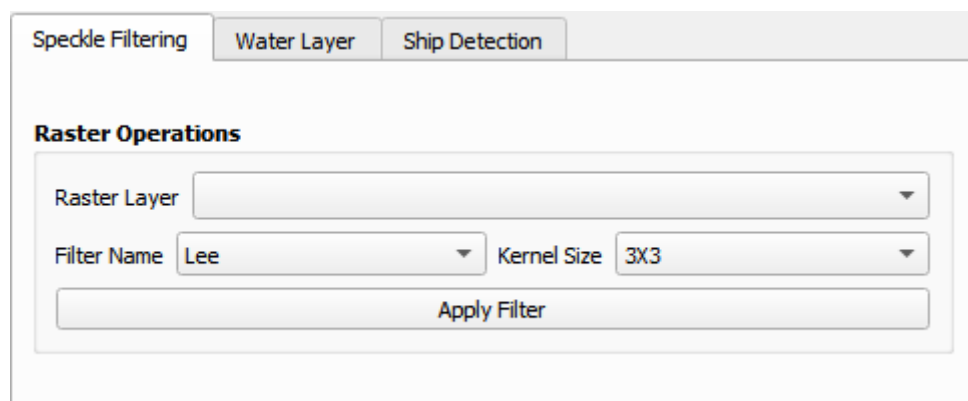 Speckle Filtering Water Layer Ship Detection
Raster Operations
Raster Layer
Filter Name Lee Kernel Size 3X3
Apply Filter